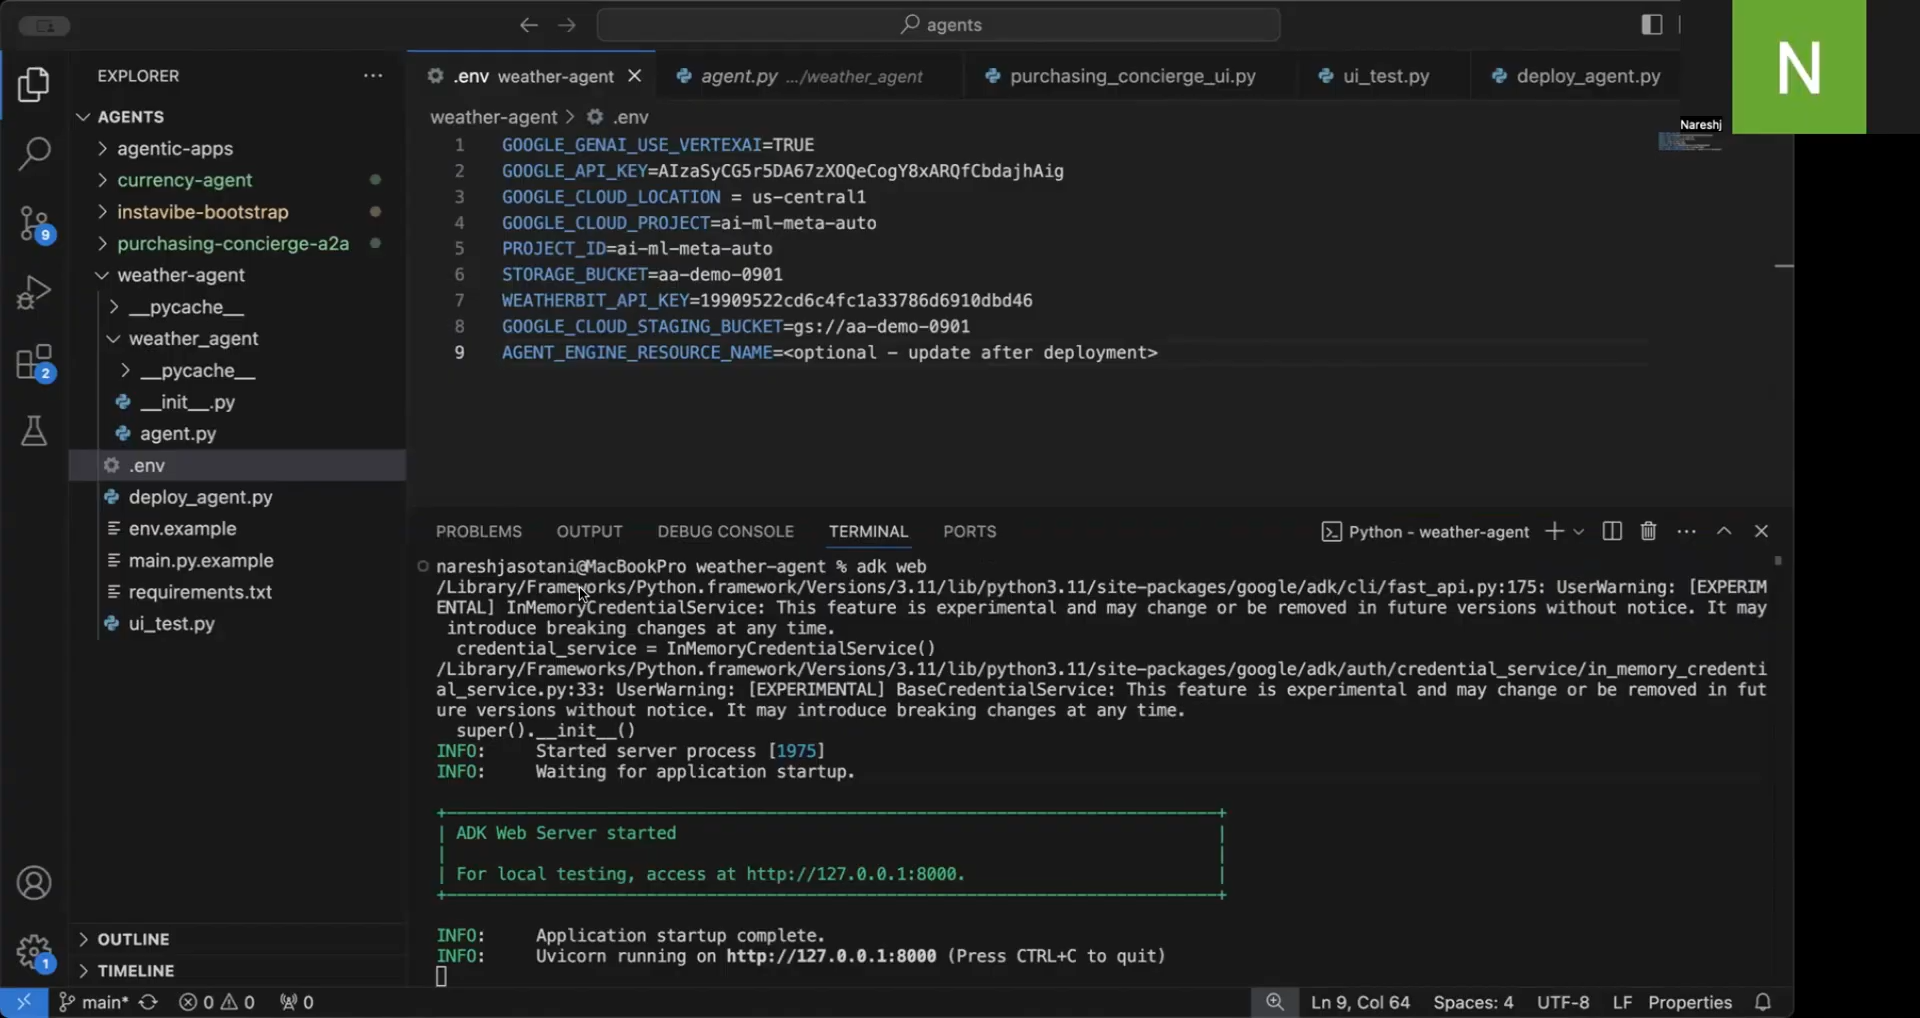 agents
N
Nareshj
EXPLORER
AGENTS
agentic-apps
currency-agent
instavibe-bootstrap
purchasing-concierge-a2a
weather-agent
__pycache__
weather_agent
__pycache__
__init__.py
agent.py
.env
deploy_agent.py
env.example
main.py.example
requirements.txt
ui_test.py
OUTLINE
TIMELINE
9
2
1
.env weather-agent
agent.py .../weather_agent
purchasing_concierge_ui.py
ui_test.py
deploy_agent.py
weather-agent > .env
1 GOOGLE_GENAI_USE_VERTEXAI=TRUE
2 GOOGLE_API_KEY=AIzaSyCG5r5DA67zXOQeCogY8xARQfCbdajhAig
3 GOOGLE_CLOUD_LOCATION = us-central1
4 GOOGLE_CLOUD_PROJECT=ai-ml-meta-auto
5 PROJECT_ID=ai-ml-meta-auto
6 STORAGE_BUCKET=aa-demo-0901
7 WEATHERBIT_API_KEY=19909522cd6c4fc1a33786d6910dbd46
8 GOOGLE_CLOUD_STAGING_BUCKET=gs://aa-demo-0901
9 AGENT_ENGINE_RESOURCE_NAME=<optional - update after deployment>
PROBLEMS OUTPUT DEBUG CONSOLE TERMINAL PORTS
Python - weather-agent
nareshjasotani@MacBookPro weather-agent % adk web
/Library/Frameworks/Python.framework/Versions/3.11/lib/python3.11/site-packages/google/adk/cli/fast_api.py:175: UserWarning: [EXPERIM
ENTAL] InMemoryCredentialService: This feature is experimental and may change or be removed in future versions without notice. It may
introduce breaking changes at any time.
credential_service = InMemoryCredentialService()
/Library/Frameworks/Python.framework/Versions/3.11/lib/python3.11/site-packages/google/adk/auth/credential_service/in_memory_credenti
al_service.py:33: UserWarning: [EXPERIMENTAL] BaseCredentialService: This feature is experimental and may change or be removed in fut
ure versions without notice. It may introduce breaking changes at any time.
super().__init__()
INFO: Started server process [1975]
INFO: Waiting for application startup.
ADK Web Server started
For local testing, access at http://127.0.0.1:8000.
INFO: Application startup complete.
INFO: Uvicorn running on http://127.0.0.1:8000 (Press CTRL+C to quit)
main* 0 0 0
Ln 9, Col 64 Spaces: 4 UTF-8 LF Properties